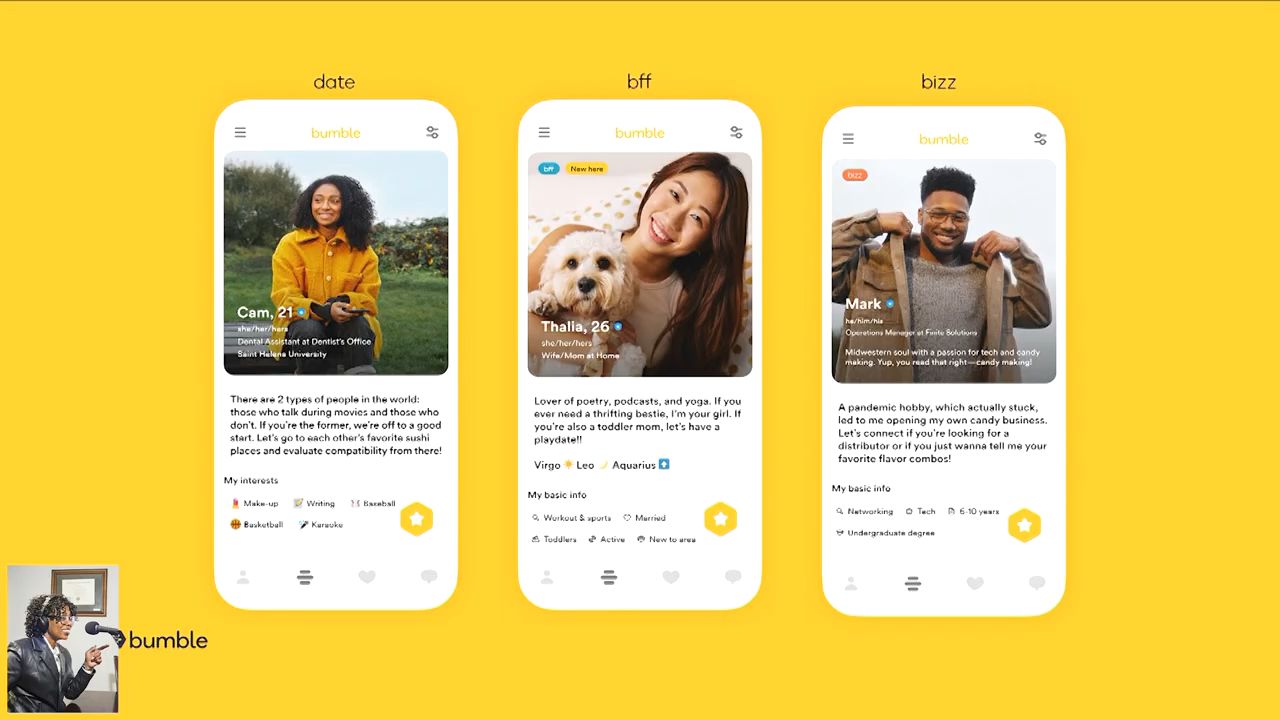 date
bumble
Cam, 21
she/her/hers
Dental Assistant at Dentist's Office
Saint Helena University
There are 2 types of people in the world:
those who talk during movies and those who
don't. If you're the former, we're off to a good
start. Let's go to each other's favorite sushi
places and evaluate compatibility from there!
My interests
Make-up Writing Baseball
Basketball Karaoke
bff
bumble
bff New here
Thalia, 26
she/her/hers
Wife/Mom at Home
Lover of poetry, podcasts, and yoga. If you
ever need a thrifting bestie, I'm your girl. If
you're also a toddler mom, let's have a
playdate!!
Virgo Leo Aquarius
My basic info
Workout & sports Married
Toddlers Active New to area
bizz
bumble
bizz
Mark
he/him/his
Operations Manager at Finite Solutions
Midwestern soul with a passion for tech and candy
making. Yup, you read that right—candy making!
A pandemic hobby, which actually stuck,
led to me opening my own candy business.
Let's connect if you're looking for a
distributor or if you just wanna tell me your
favorite flavor combos!
My basic info
Networking Tech 6-10 years
Undergraduate degree
bumble